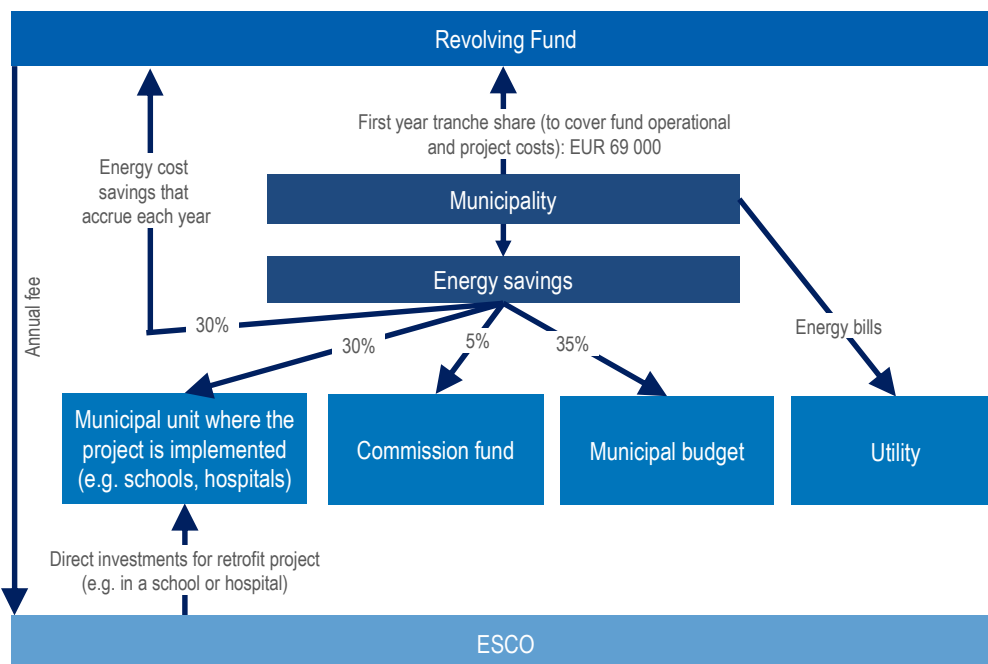 Revolving Fund
First year tranche share (to cover fund operational
and project costs): EUR 69 000
Energy cost
savings that
accrue each year
Municipality
Annual fee
Energy savings
30%
30%
5%
35%
Energy bills
Municipal unit where the
project is implemented
(e.g. schools, hospitals)
Commission fund
Municipal budget
Utility
Direct investments for retrofit project
(e.g. in a school or hospital)
ESCO